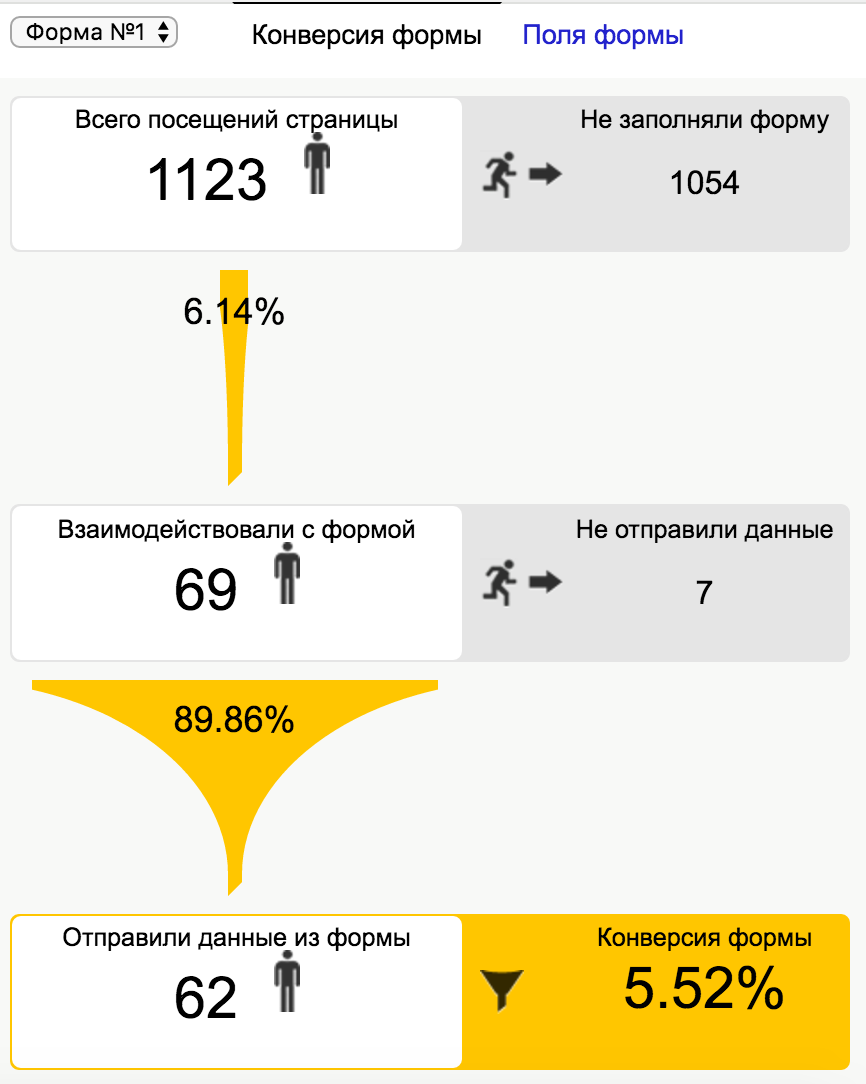 Форма №1
Конверсия формы
Поля формы
Всего посещений страницы
1123
Не заполняли форму
1054
6.14%
Взаимодействовали с формой
69
Не отправили данные
7
89.86%
Отправили данные из формы
62
Конверсия формы
5.52%